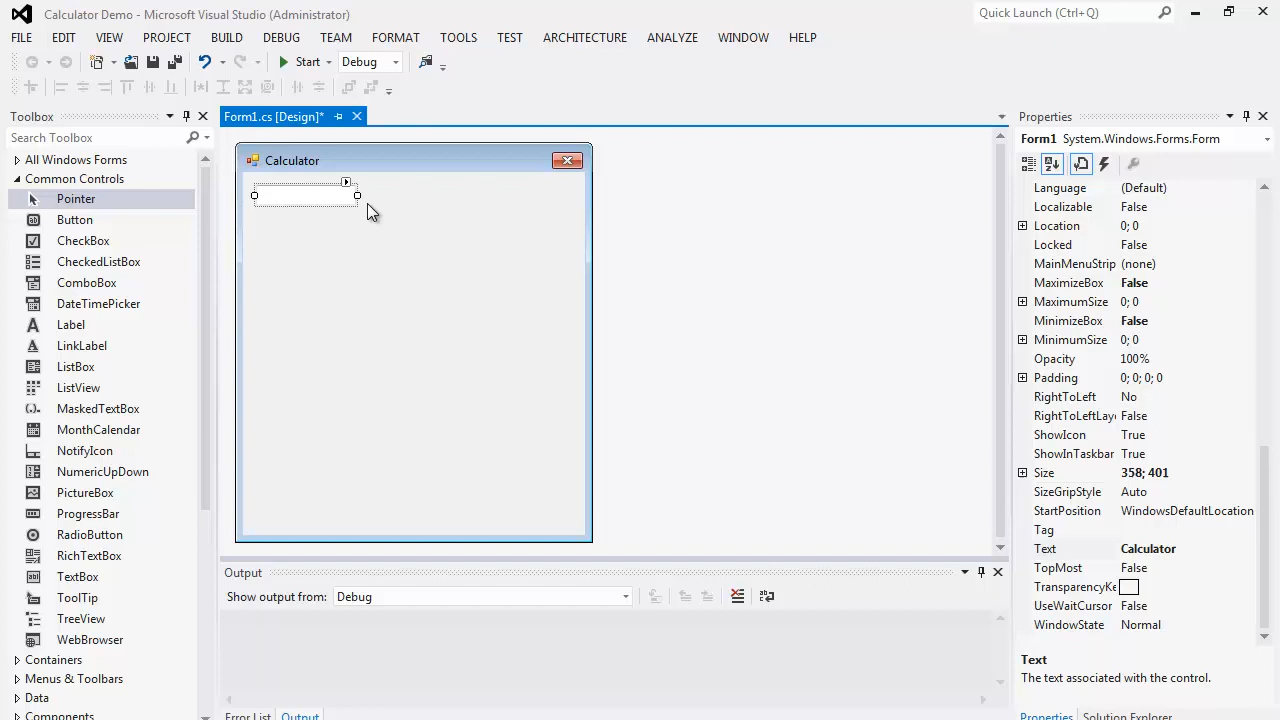 Calculator Demo - Microsoft Visual Studio (Administrator)
Quick Launch (Ctrl+Q)
FILE EDIT VIEW PROJECT BUILD DEBUG TEAM FORMAT TOOLS TEST ARCHITECTURE ANALYZE WINDOW HELP
Start Debug
Toolbox
Search Toolbox
All Windows Forms
Common Controls
Pointer
Button
CheckBox
CheckedListBox
ComboBox
DateTimePicker
Label
LinkLabel
ListBox
ListView
MaskedTextBox
MonthCalendar
NotifyIcon
NumericUpDown
PictureBox
ProgressBar
RadioButton
RichTextBox
TextBox
ToolTip
TreeView
WebBrowser
Containers
Menus & Toolbars
Data
Components
Form1.cs [Design]*
Calculator
Output
Show output from: Debug
Error List Output
Properties
Form1 System.Windows.Forms.Form
Language (Default)
Localizable False
Location 0; 0
Locked False
MainMenuStrip (none)
MaximizeBox False
MaximumSize 0; 0
MinimizeBox False
MinimumSize 0; 0
Opacity 100%
Padding 0; 0; 0; 0
RightToLeft No
RightToLeftLay False
ShowIcon True
ShowInTaskbar True
Size 358; 401
SizeGripStyle Auto
StartPosition WindowsDefaultLocation
Tag
Text Calculator
TopMost False
TransparencyKe
UseWaitCursor False
WindowState Normal
Text
The text associated with the control.
Properties Solution Explorer